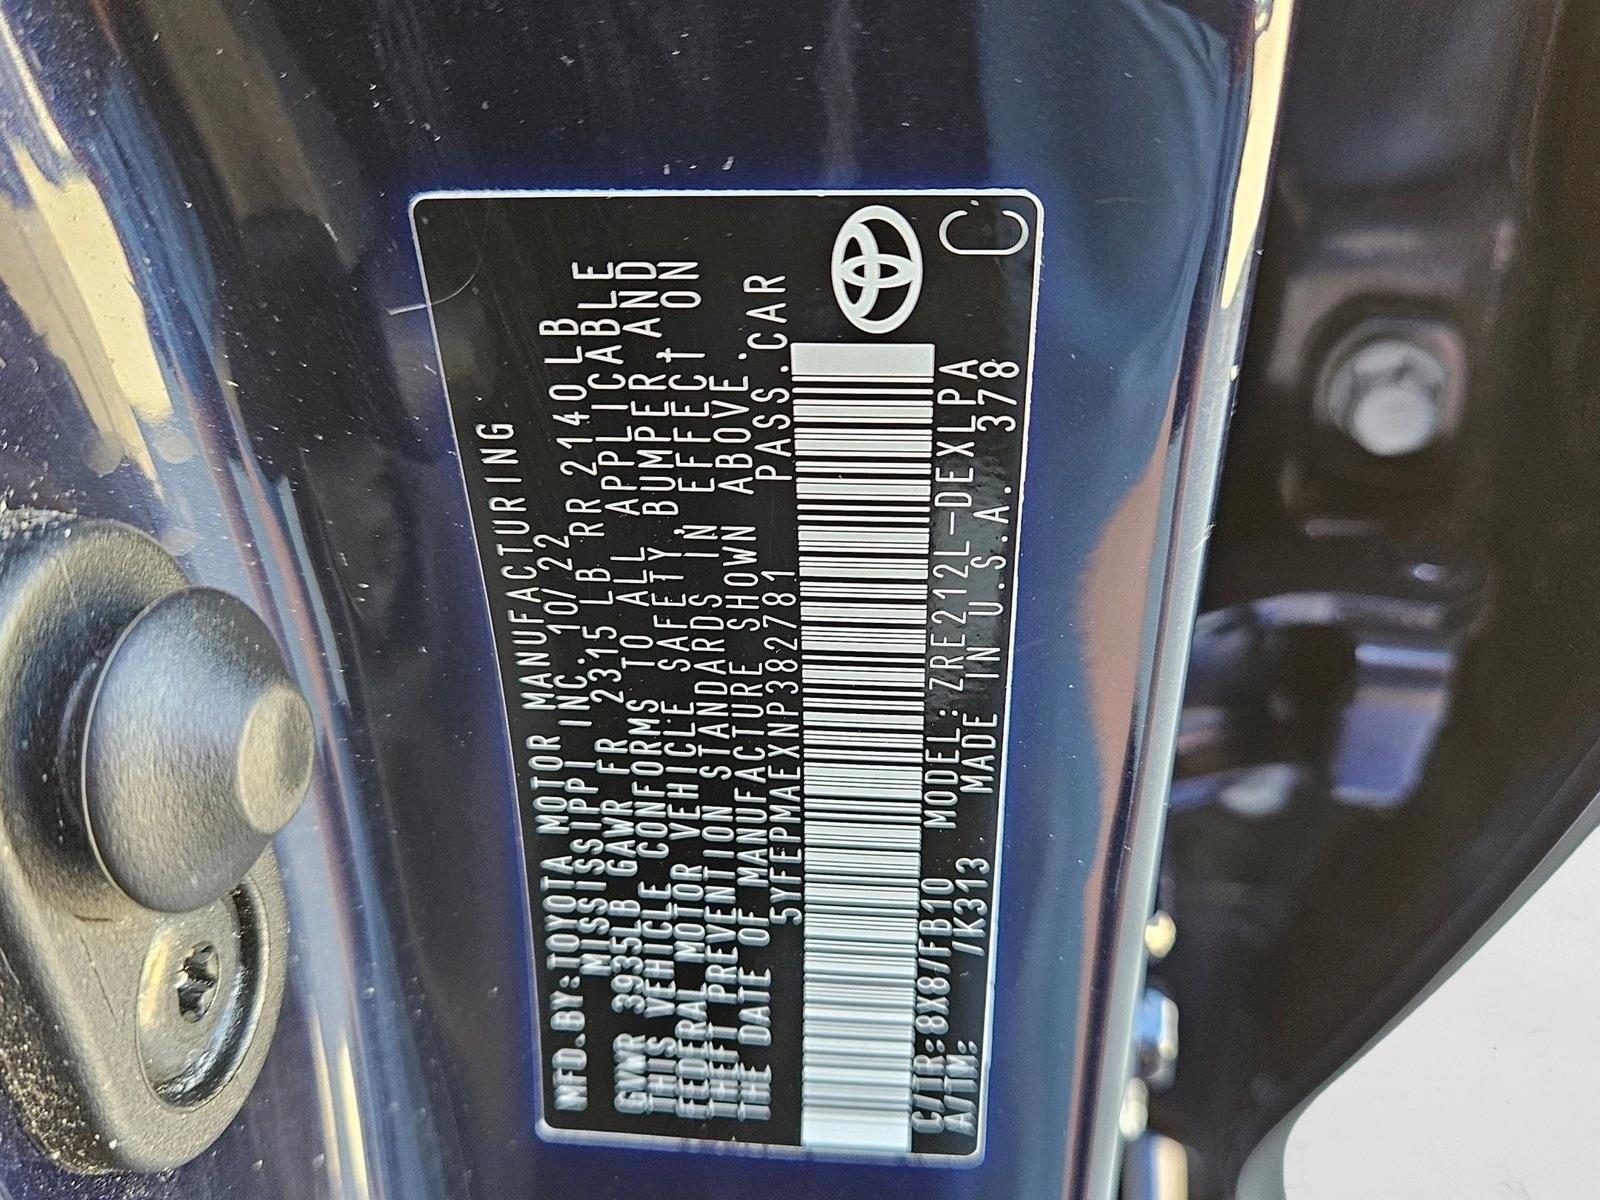 MFD.BY:TOYOTA MOTOR MANUFACTURING
MISSISSIPPI INC. 10/22
GVWR 3935LB GAWR FR 2315 LB RR 2140LB
THIS VEHICLE CONFORMS TO ALL APPLICABLE
FEDERAL MOTOR VEHICLE SAFETY, BUMPER AND
THEFT PREVENTION STANDARDS IN EFFECT ON
THE DATE OF MANUFACTURE SHOWN ABOVE.
5YFEPMAEXNP382781 PASS.CAR
C/TR:8X8/FB10 MODEL:ZRE212L-DEXLPA
A/TM: /K313 MADE IN U.S.A. 378
C